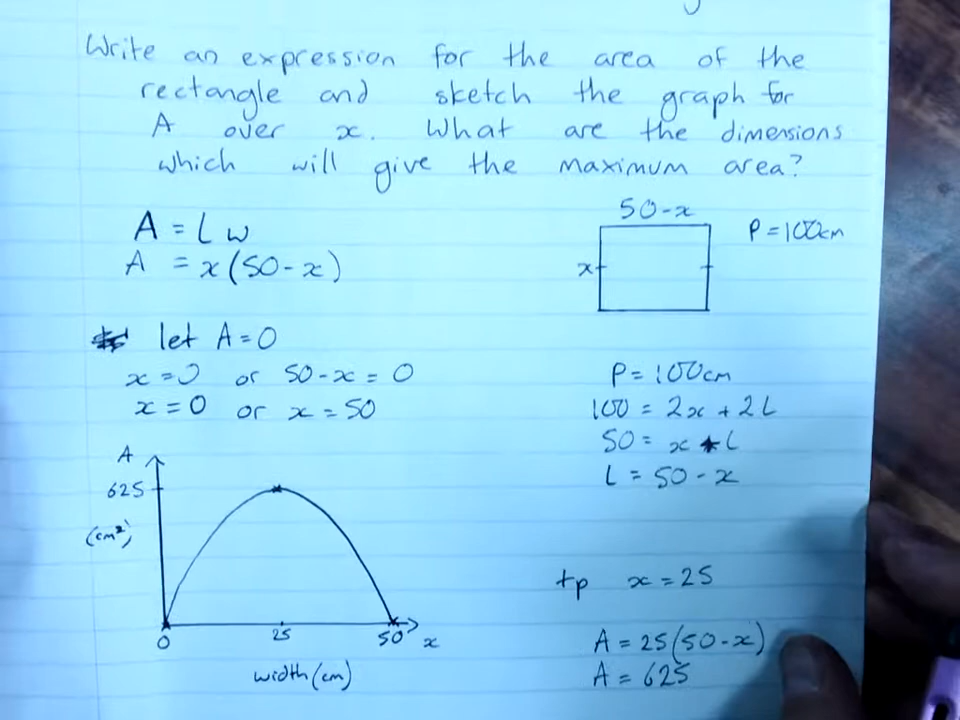 Write an expression for the area of the
rectangle and sketch the graph for
A over x. What are the dimensions
which will give the maximum area?
A = Lw
A = x(50-x)
50-x
P = 100cm
x
let A=0
x=0 or 50-x = 0
x=0 or x = 50
P= 100cm
100 = 2x + 2L
50 = x + L
L = 50 - x
A
625
(cm²)
0
25
50
x
width (cm)
tp x = 25
A = 25(50-x)
A = 625